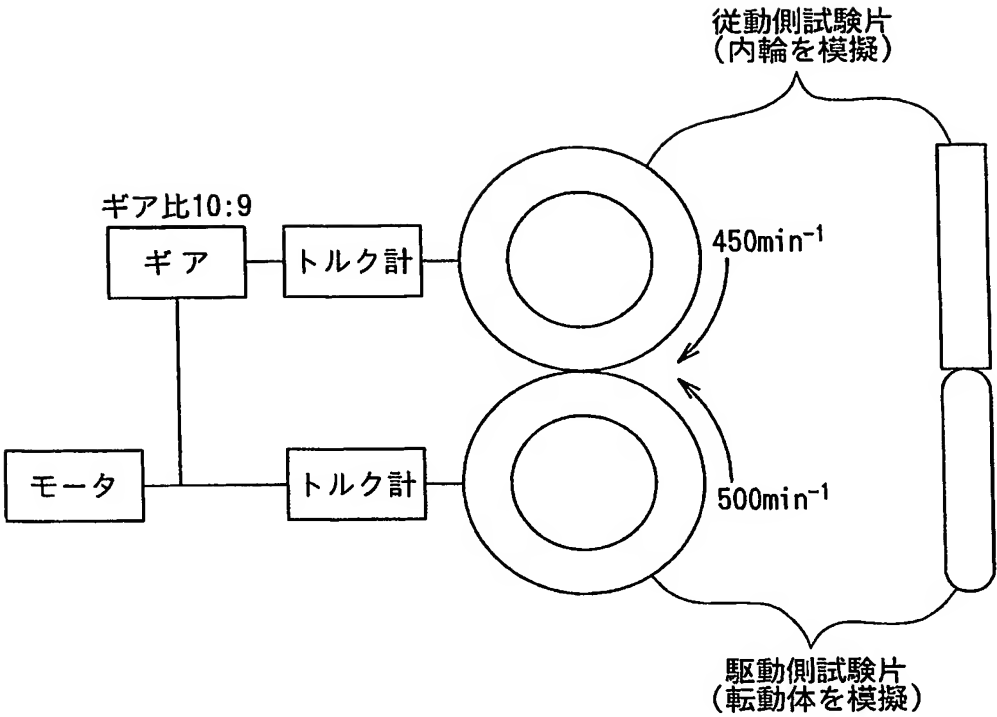 従動側試験片
(内輪を模擬)
ギア比10:9
ギア
トルク計
450min⁻¹
モータ
トルク計
500min⁻¹
駆動側試験片
(転動体を模擬)